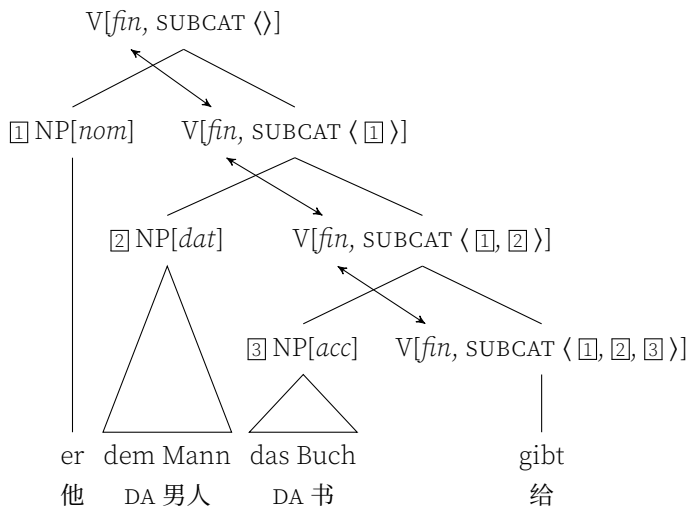 V[fin, SUBCAT ⟨⟩]
1 NP[nom] V[fin, SUBCAT ⟨ 1 ⟩]
2 NP[dat] V[fin, SUBCAT ⟨ 1, 2 ⟩]
3 NP[acc] V[fin, SUBCAT ⟨ 1, 2, 3 ⟩]
er dem Mann das Buch gibt
他 DA 男人 DA 书 给